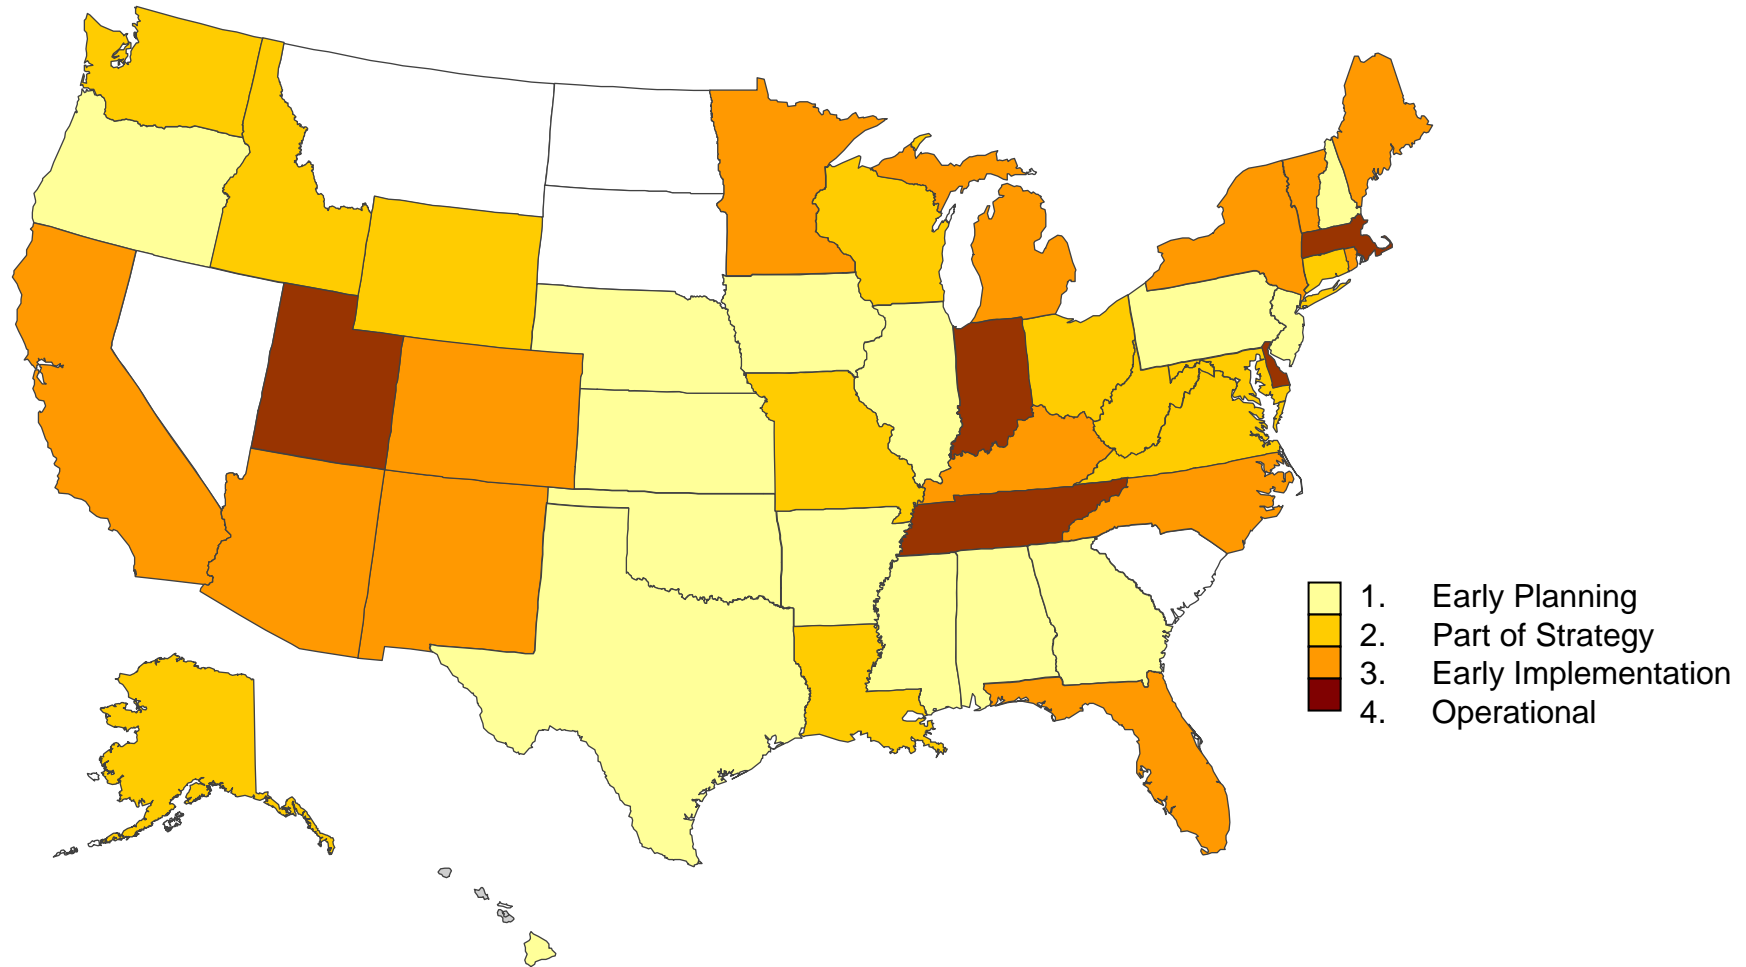 1. Early Planning
2. Part of Strategy
3. Early Implementation
4. Operational